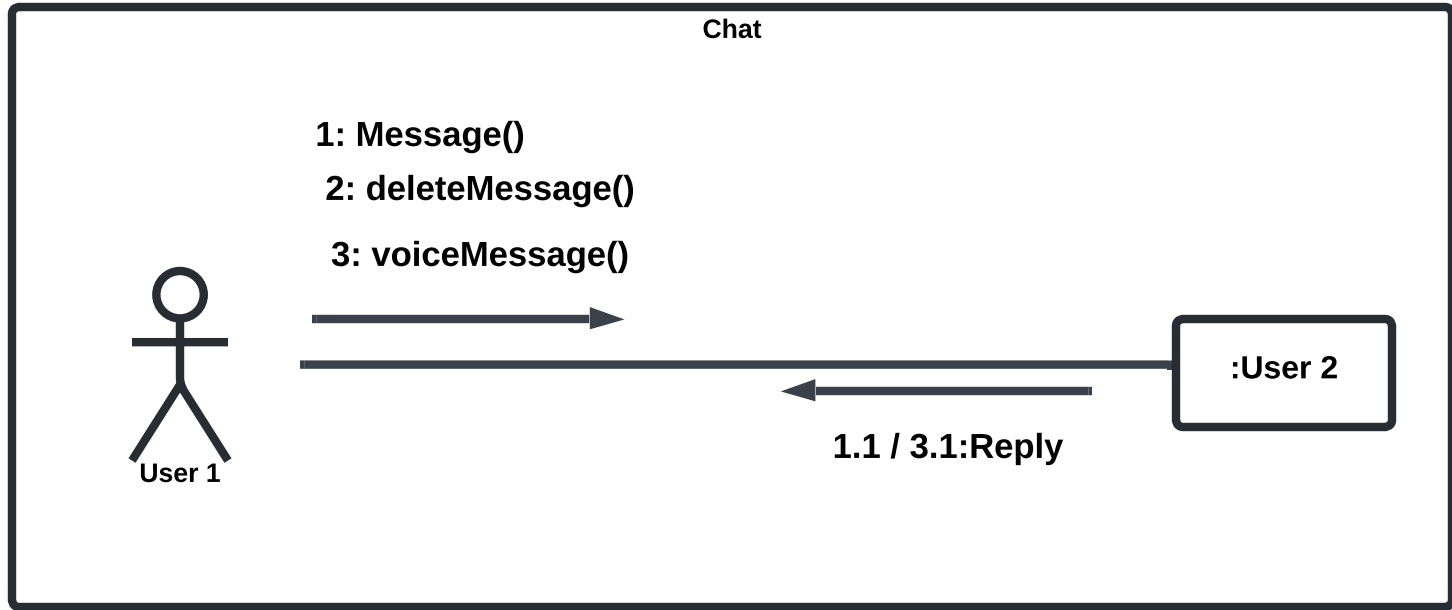 Chat
1: Message()
2: deleteMessage()
3: voiceMessage()
:User 2
1.1 / 3.1:Reply
User 1